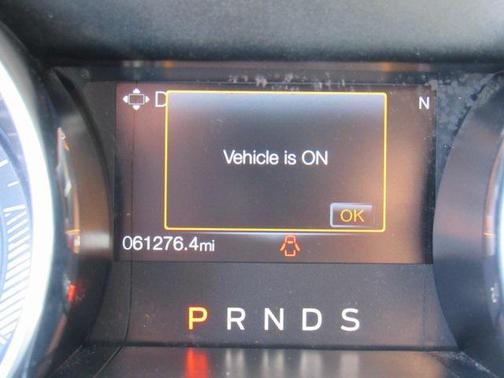 D
N
Vehicle is ON
OK
061276.4mi
P R N D S